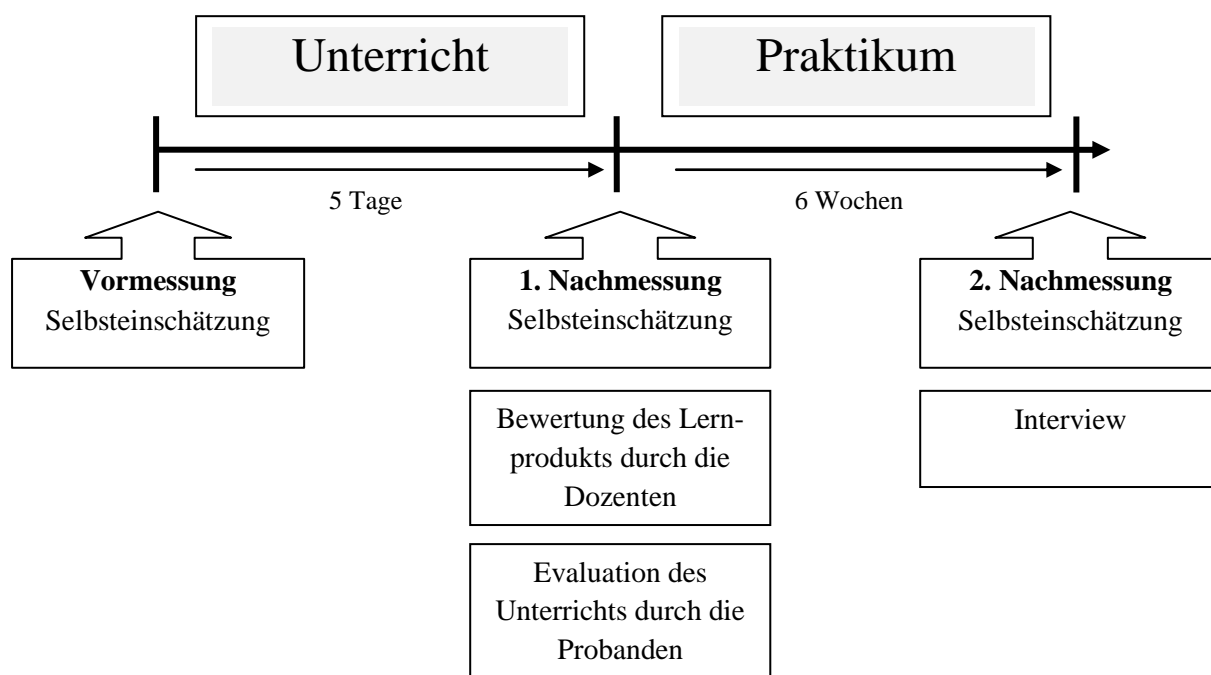 Unterricht
Praktikum
5 Tage
6 Wochen
Vormessung
Selbsteinschätzung
1. Nachmessung
Selbsteinschätzung
2. Nachmessung
Selbsteinschätzung
Bewertung des Lern-
produkts durch die
Dozenten
Interview
Evaluation des
Unterrichts durch die
Probanden